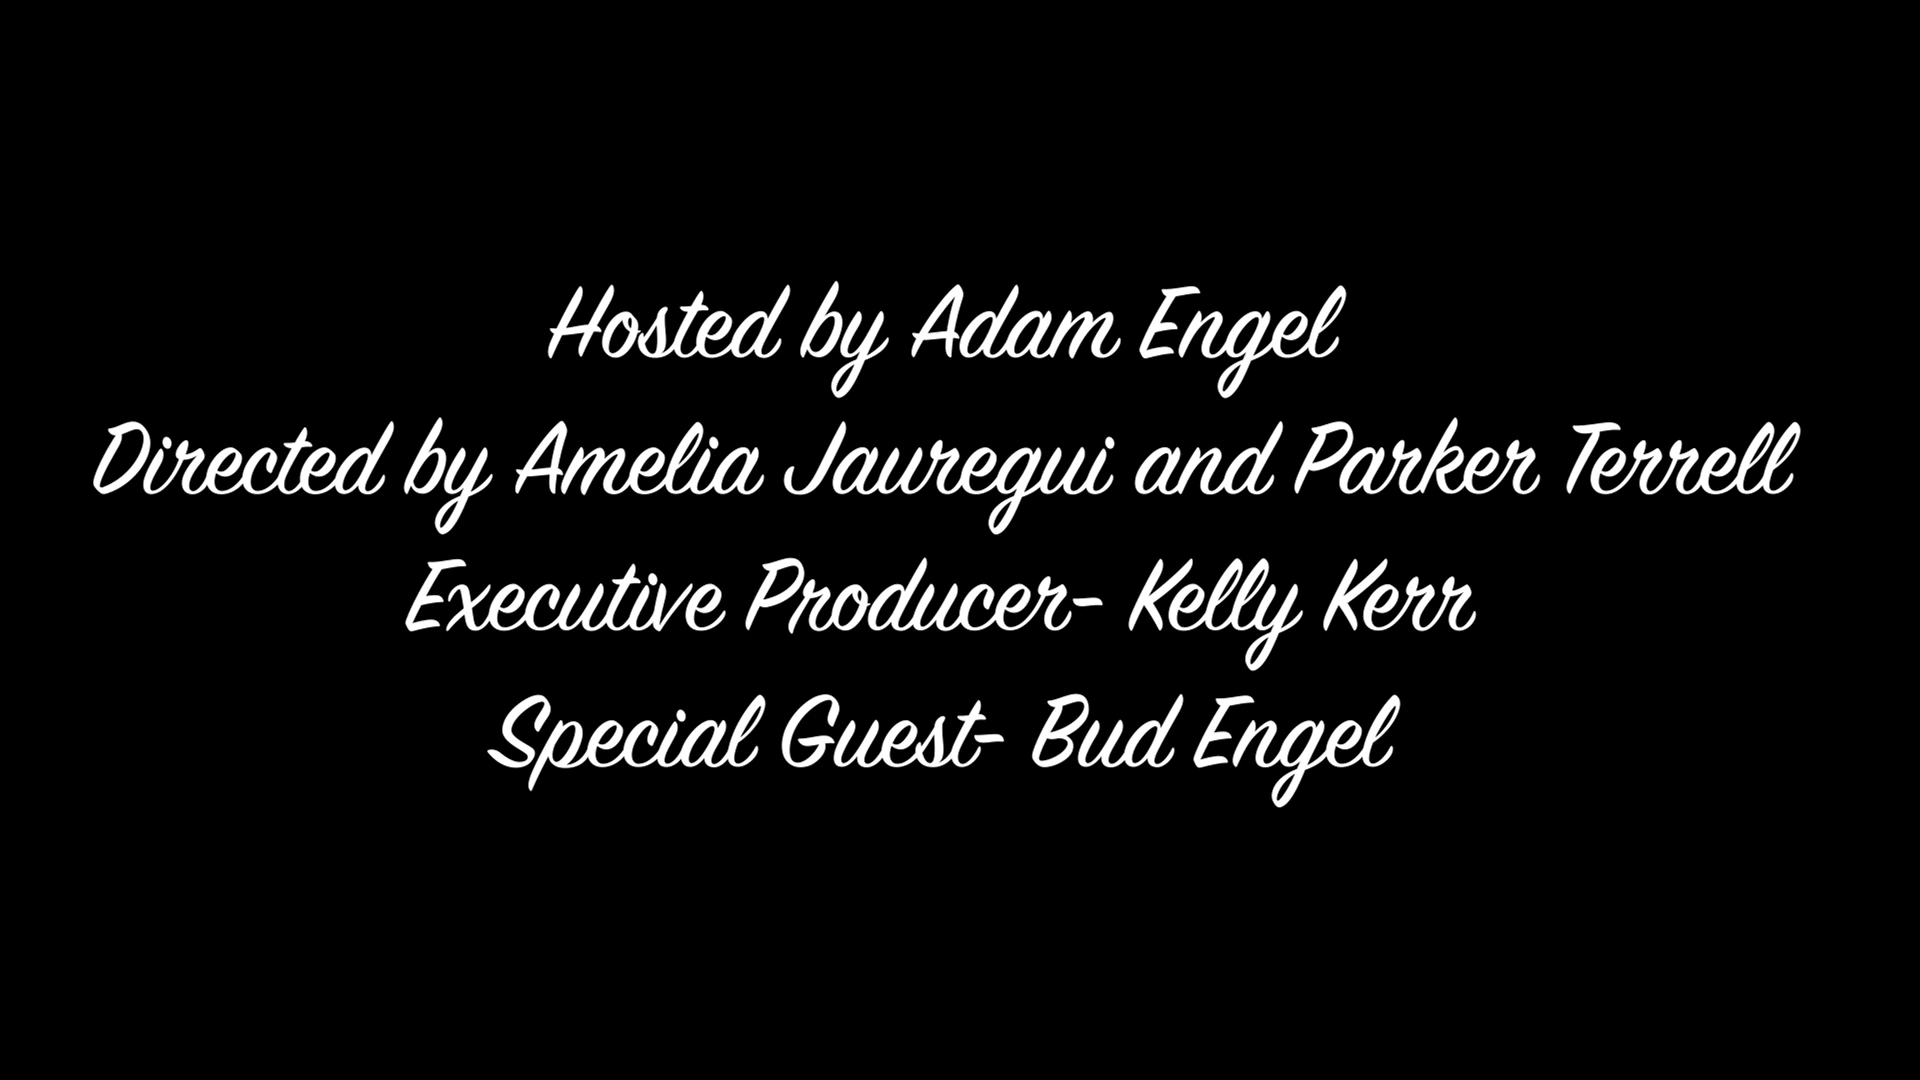 Hosted by Adam Engel
Directed by Amelia Jauregui and Parker Terrell
Executive Producer- Kelly Kerr
Special Guest- Bud Engel